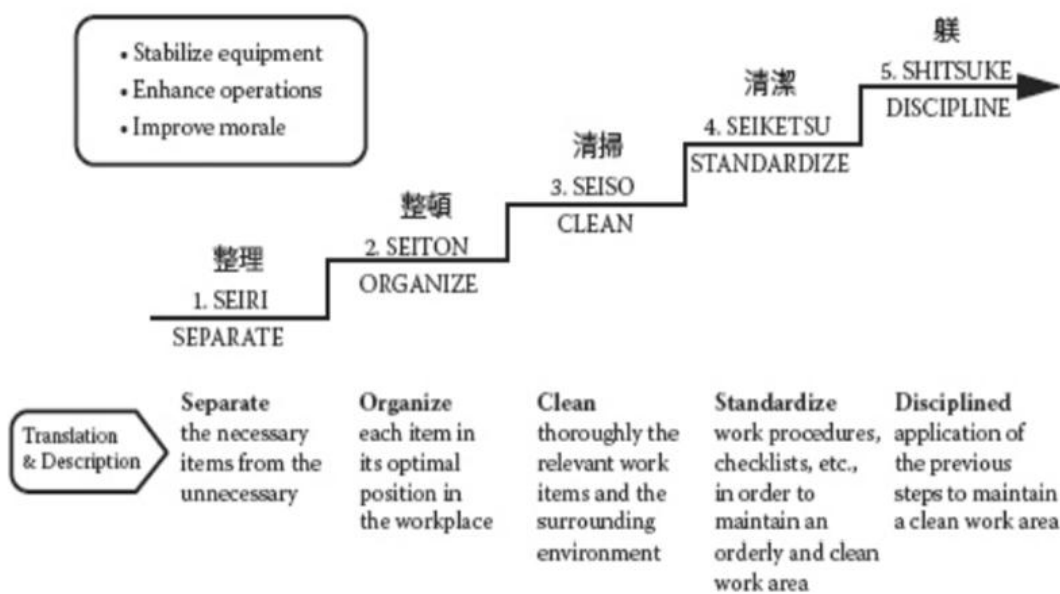 • Stabilize equipment
• Enhance operations
• Improve morale
整理
1. SEIRI
SEPARATE
整頓
2. SEITON
ORGANIZE
清掃
3. SEISO
CLEAN
清潔
4. SEIKETSU
STANDARDIZE
躾
5. SHITSUKE
DISCIPLINE
Translation
& Description
Separate
the necessary
items from the
unnecessary
Organize
each item in
its optimal
position in
the workplace
Clean
thoroughly the
relevant work
items and the
surrounding
environment
Standardize
work procedures,
checklists, etc.,
in order to
maintain an
orderly and clean
work area
Disciplined
application of
the previous
steps to maintain
a clean work area